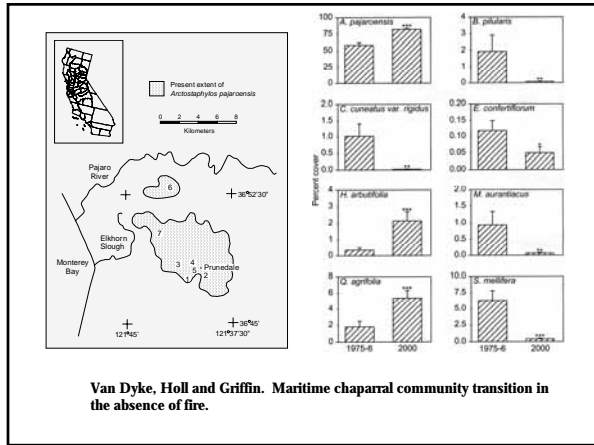 Present extent of
Arctostaphylos pajaroensis
0 2 4 6 8
Kilometers
Pajaro
River
6
36°52'30"
Elkhorn
Slough
7
Monterey
Bay
3
4
5
Prunedale
2
1
36°45'
121°45'
121°37'30"
Percent cover
A. pajaroensis
***
100
75
50
25
0
B. pilularis
**
4
3
2
1
0
C. cuneatus var. rigidus
**
2.0
1.5
1.0
0.5
0.0
E. confertiflorum
*
0.20
0.15
0.10
0.05
0.00
H. arbutifolia
***
4
3
2
1
0
M. aurantiacus
**
2.0
1.5
1.0
0.5
0.0
Q. agrifolia
***
7.5
5.0
2.5
0.0
1975-6 2000
S. mellifera
***
10.0
7.5
5.0
2.5
0.0
1975-6 2000
Van Dyke, Holl and Griffin. Maritime chaparral community transition in
the absence of fire.